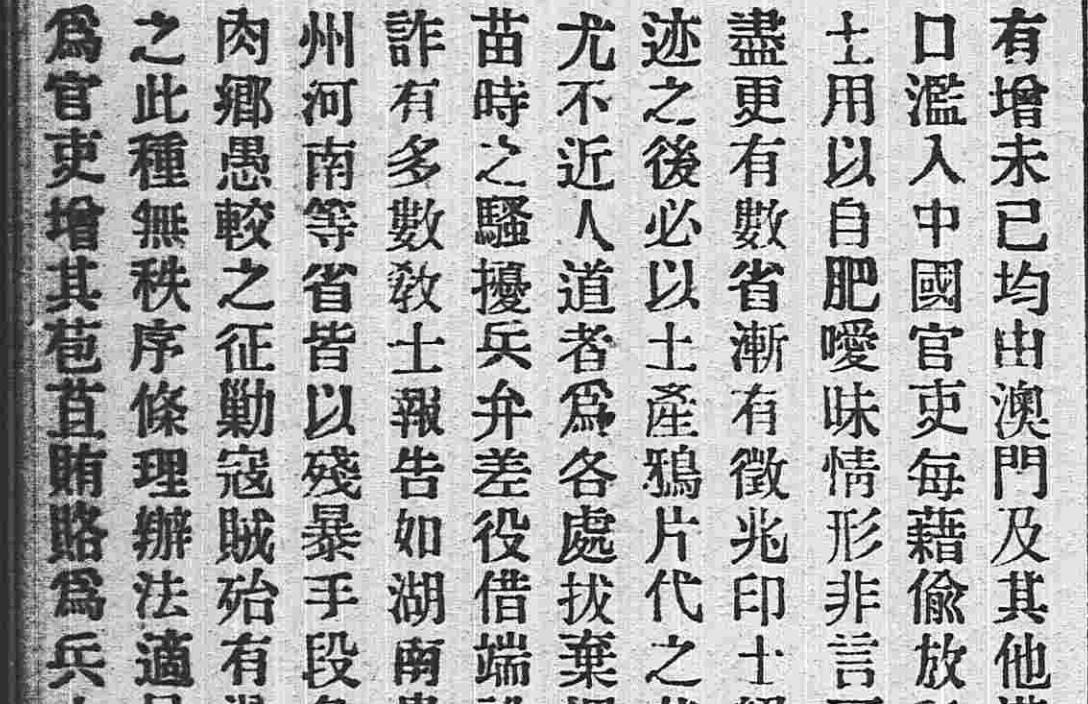 有增未已均由澳門及其他
口濫入中國官吏每藉偷放
土用以自肥曖昧情形非言
盡更有數省漸有徵兆印土
迹之後必以土產鴉片代之
尤不近人道者爲各處拔棄
苗時之騷擾兵弁差役借端
詐有多數敎士報告如湖南
州河南等省皆以殘暴手段
肉鄉愚較之征勦寇賊殆有
之此種無秩序條理辦法適
爲官吏增其苞苴賄賂爲兵